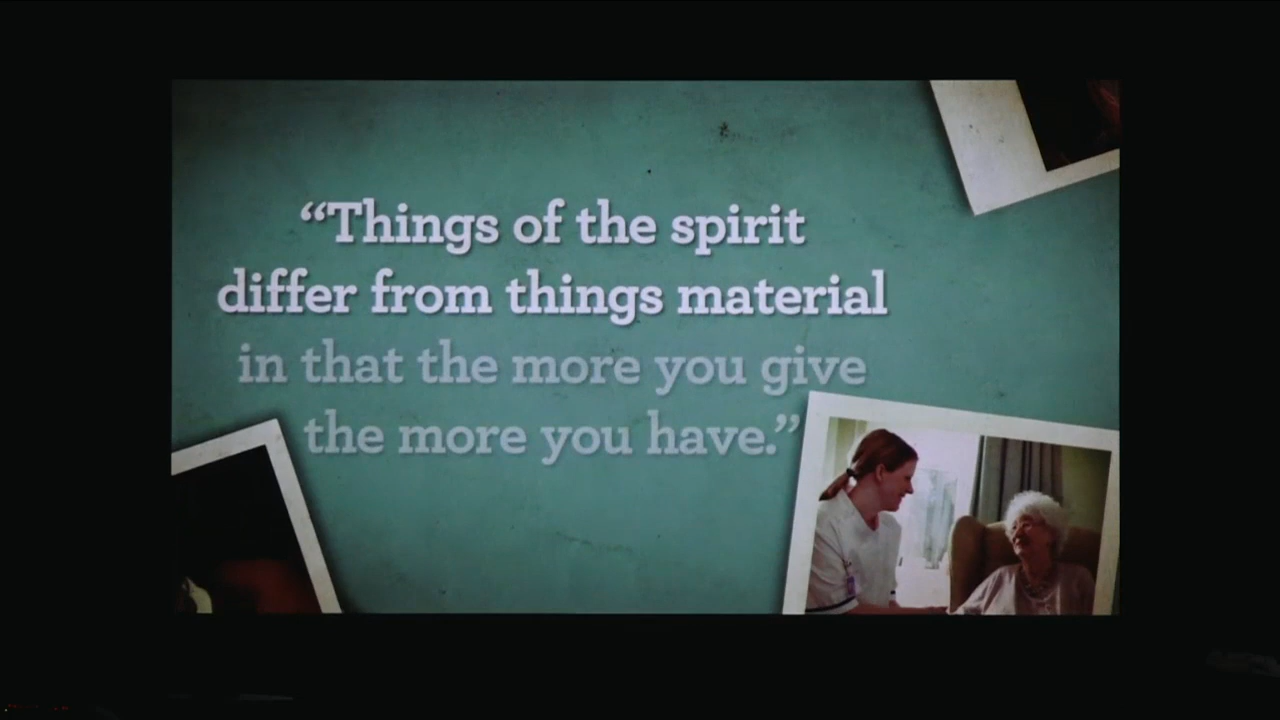 “Things of the spirit
differ from things material
in that the more you give
the more you have.”